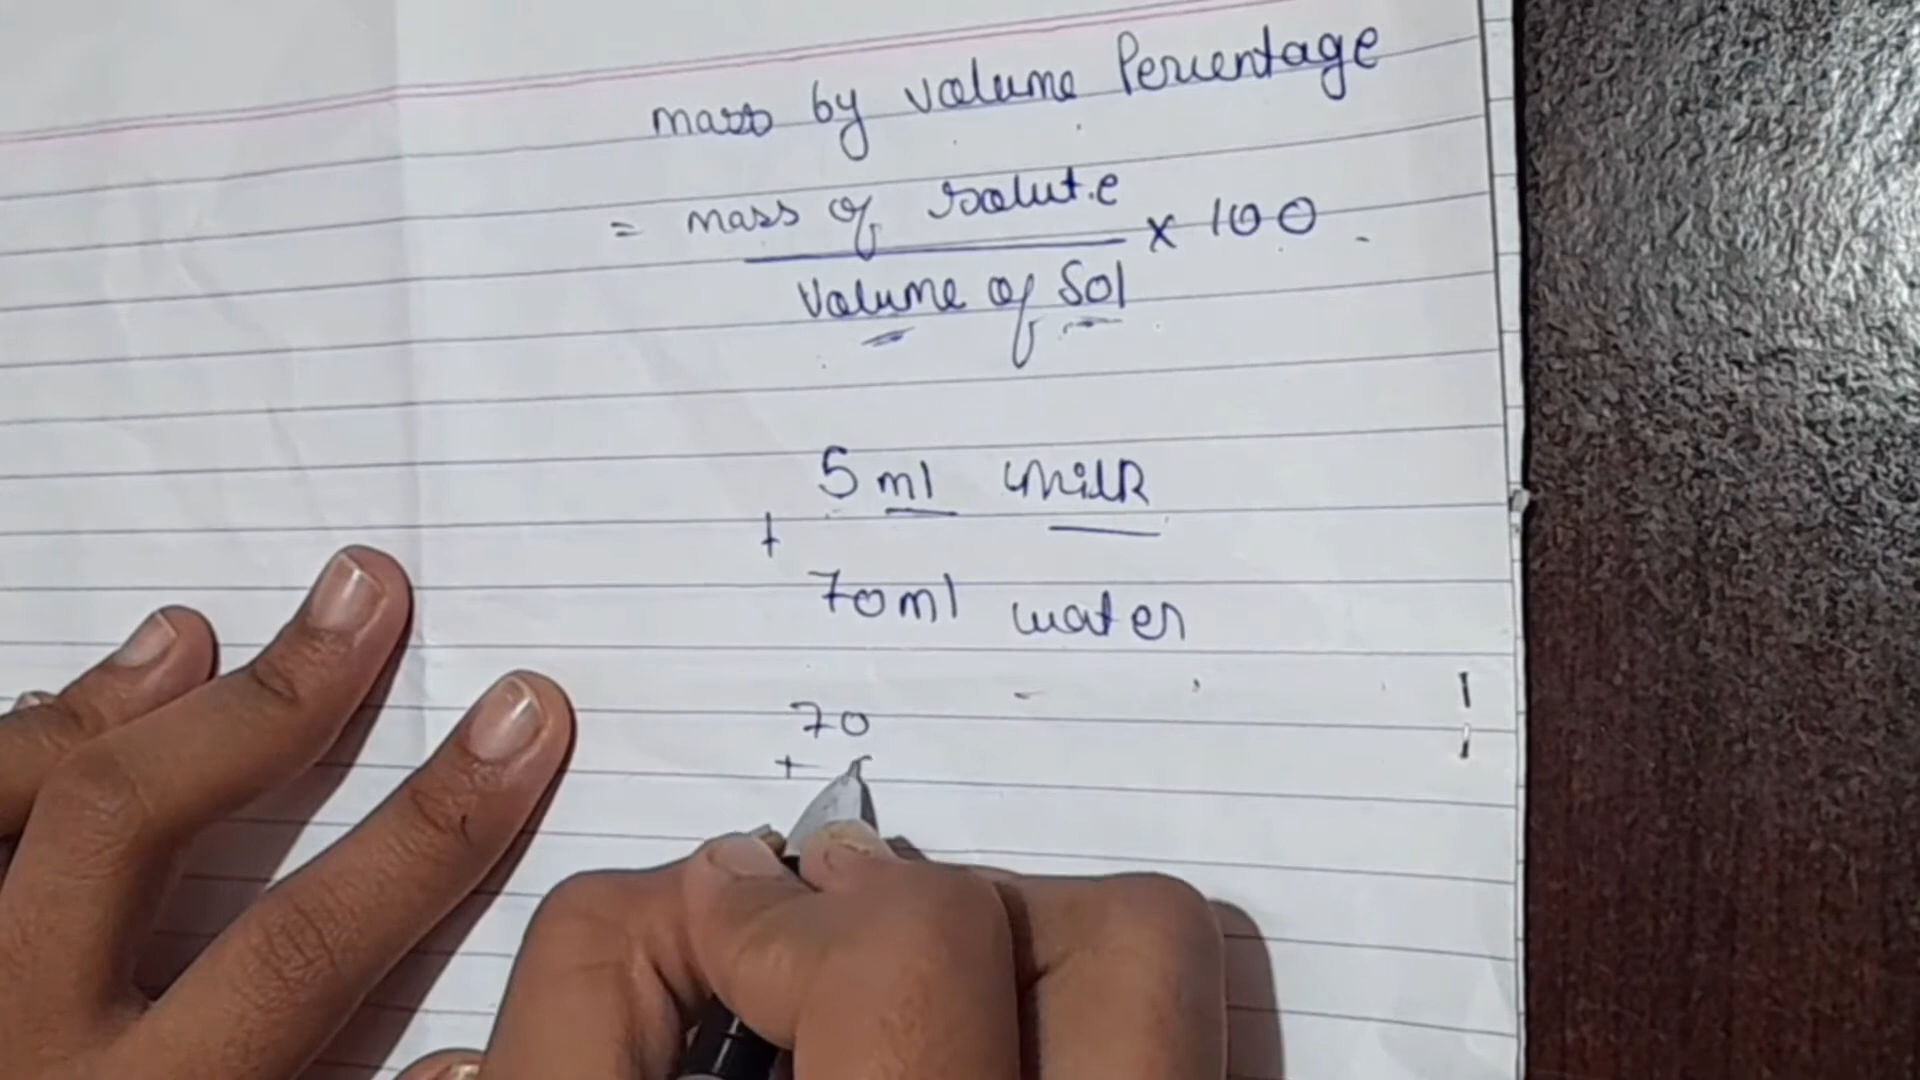 mass by volume Percentage
= mass of solute
× 100
Volume of Sol
5 ml milk
+
70 ml water
70
+